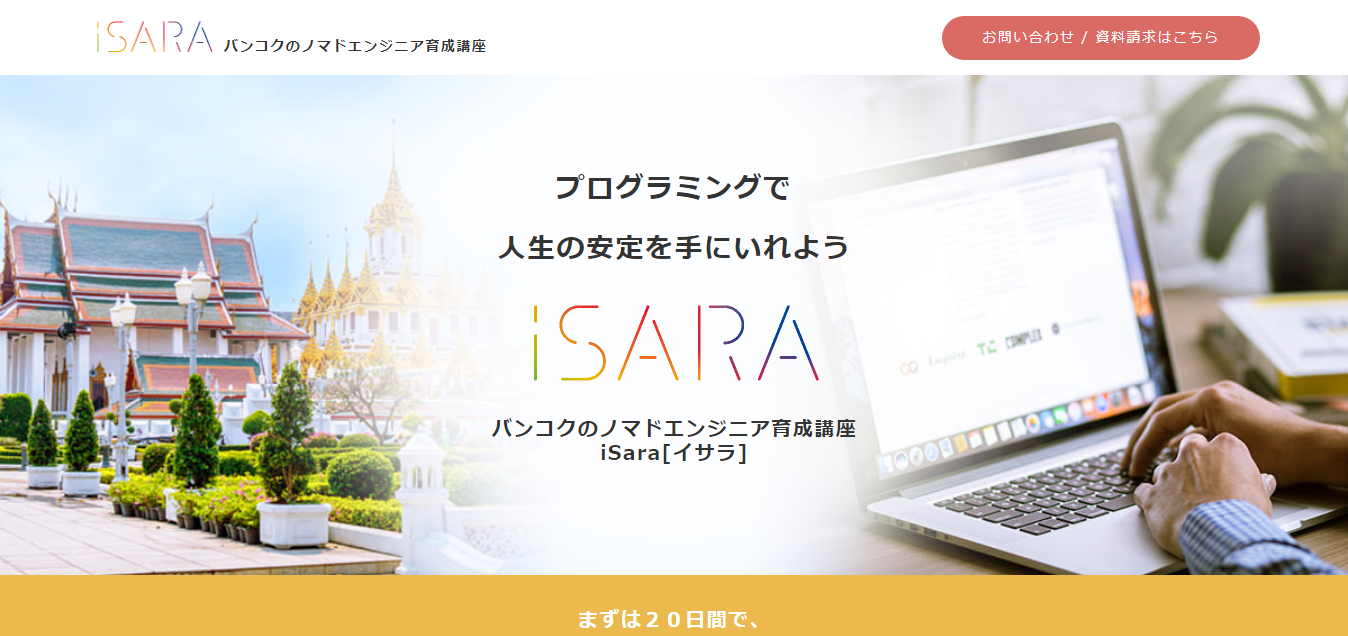 iSARA バンコクのノマドエンジニア育成講座
お問い合わせ / 資料請求はこちら
プログラミングで
人生の安定を手にいれよう
iSARA
バンコクのノマドエンジニア育成講座
iSara[イサラ]
GQ Esquire TC COMPLEX
まずは２０日間で、